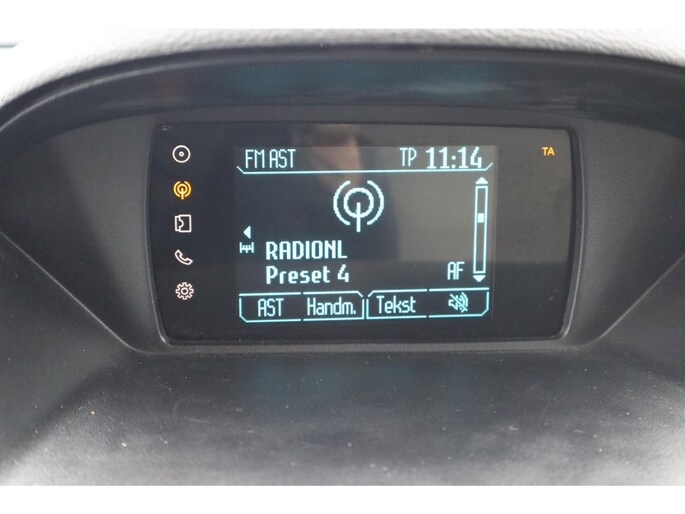 FM AST TP 11:14 TA
RADIONL
Preset 4 AF
AST Handm. Tekst